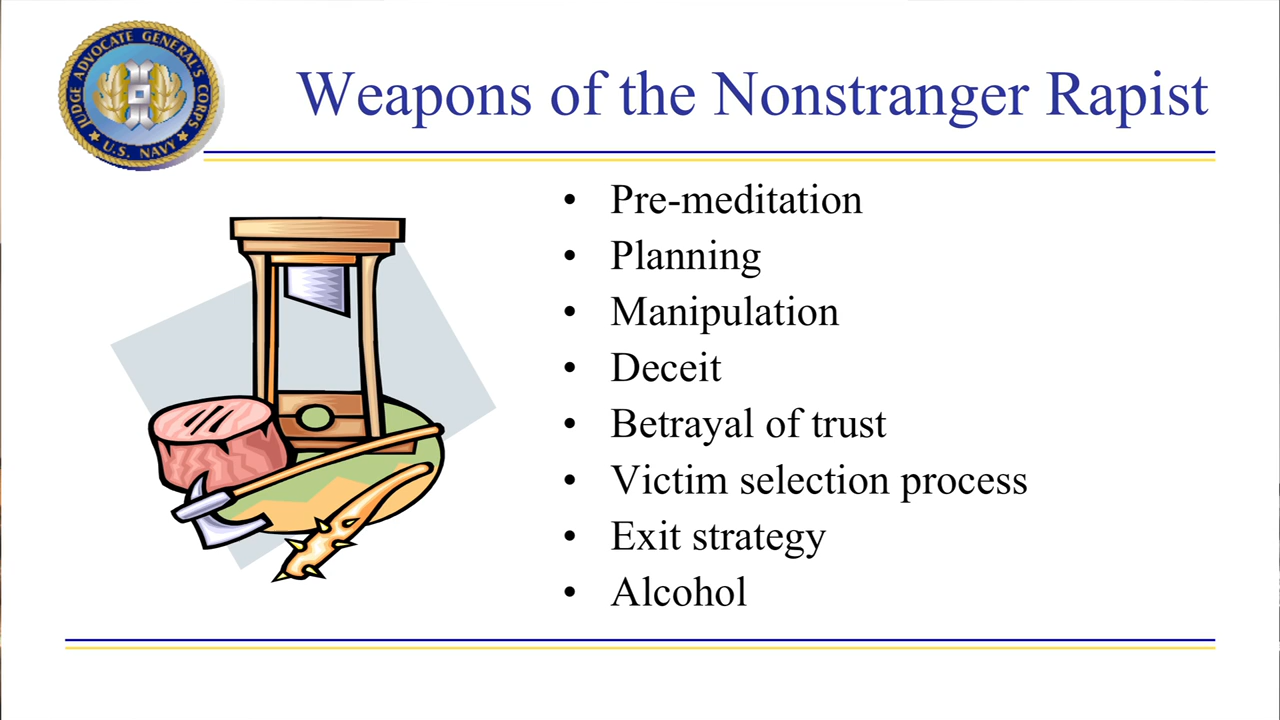 JUDGE ADVOCATE GENERAL'S CORPS
U.S. NAVY
Weapons of the Nonstranger Rapist
• Pre-meditation
• Planning
• Manipulation
• Deceit
• Betrayal of trust
• Victim selection process
• Exit strategy
• Alcohol